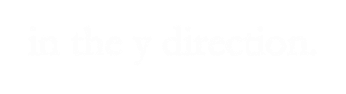 in the y direction.